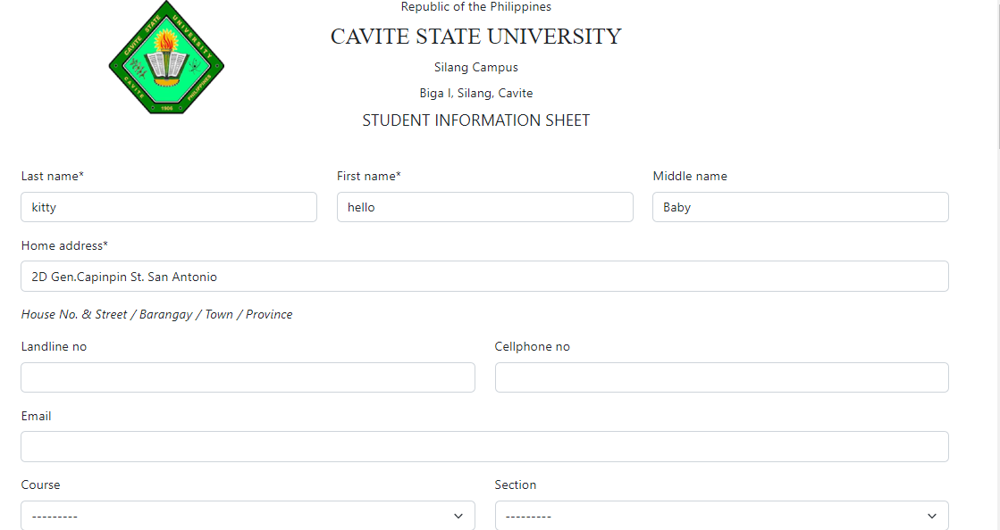 Republic of the Philippines
CAVITE STATE UNIVERSITY
Silang Campus
Biga I, Silang, Cavite
STUDENT INFORMATION SHEET
CAVITE STATE UNIVERSITY
CAVITE PHILIPPINES
1906
Last name* First name* Middle name
kitty hello Baby
Home address*
2D Gen.Capinpin St. San Antonio
House No. & Street / Barangay / Town / Province
Landline no Cellphone no
Email
Course Section
--------- ---------